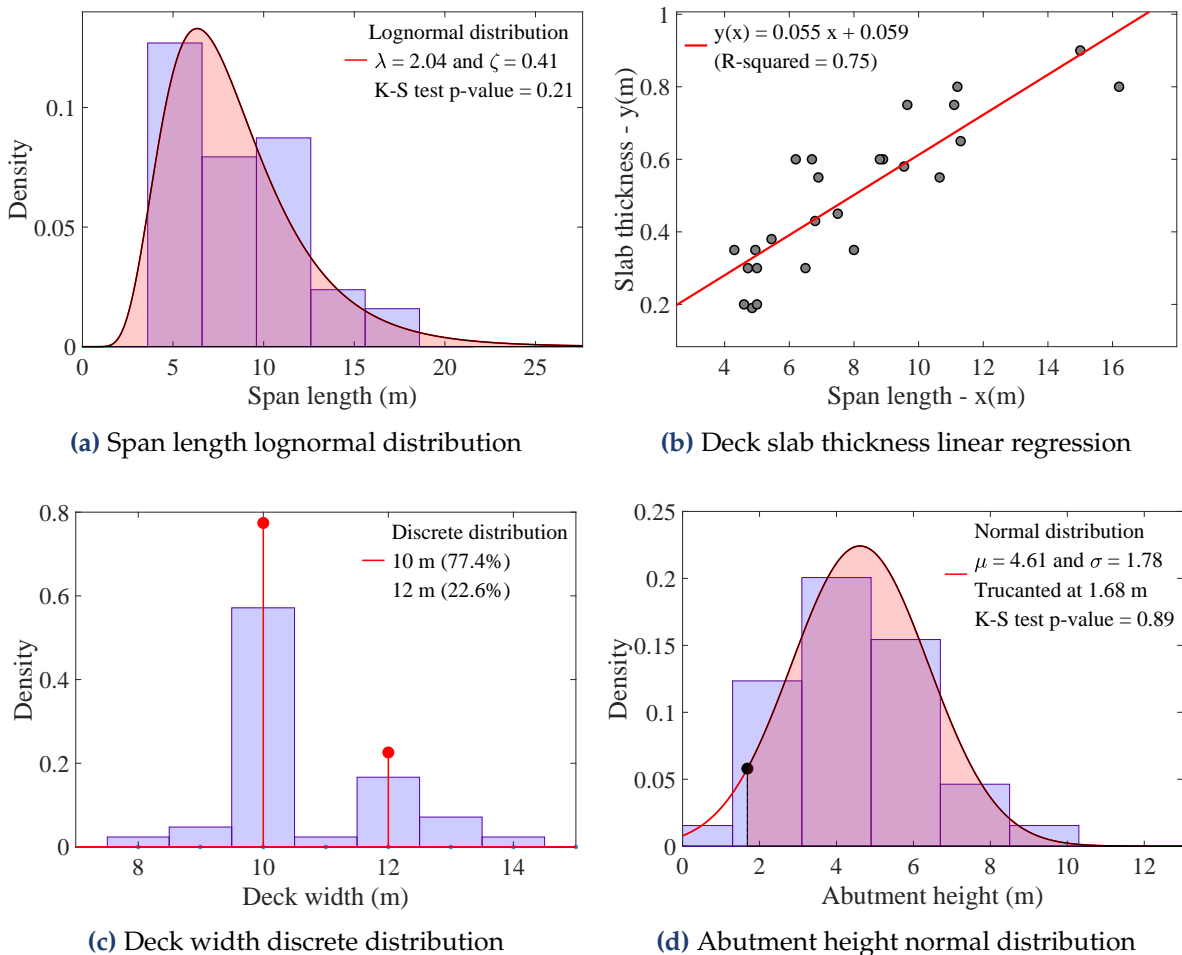 Lognormal distribution
λ = 2.04 and ζ = 0.41
K-S test p-value = 0.21
0.1
0.05
0
Density
0 5 10 15 20 25
Span length (m)
(a) Span length lognormal distribution
y(x) = 0.055 x + 0.059
(R-squared = 0.75)
1
0.8
0.6
0.4
0.2
Slab thickness - y(m)
4 6 8 10 12 14 16
Span length - x(m)
(b) Deck slab thickness linear regression
Discrete distribution
10 m (77.4%)
12 m (22.6%)
0.8
0.6
0.4
0.2
0
Density
8 10 12 14
Deck width (m)
(c) Deck width discrete distribution
Normal distribution
μ = 4.61 and σ = 1.78
Trucanted at 1.68 m
K-S test p-value = 0.89
0.25
0.2
0.15
0.1
0.05
0
Density
0 2 4 6 8 10 12
Abutment height (m)
(d) Abutment height normal distribution